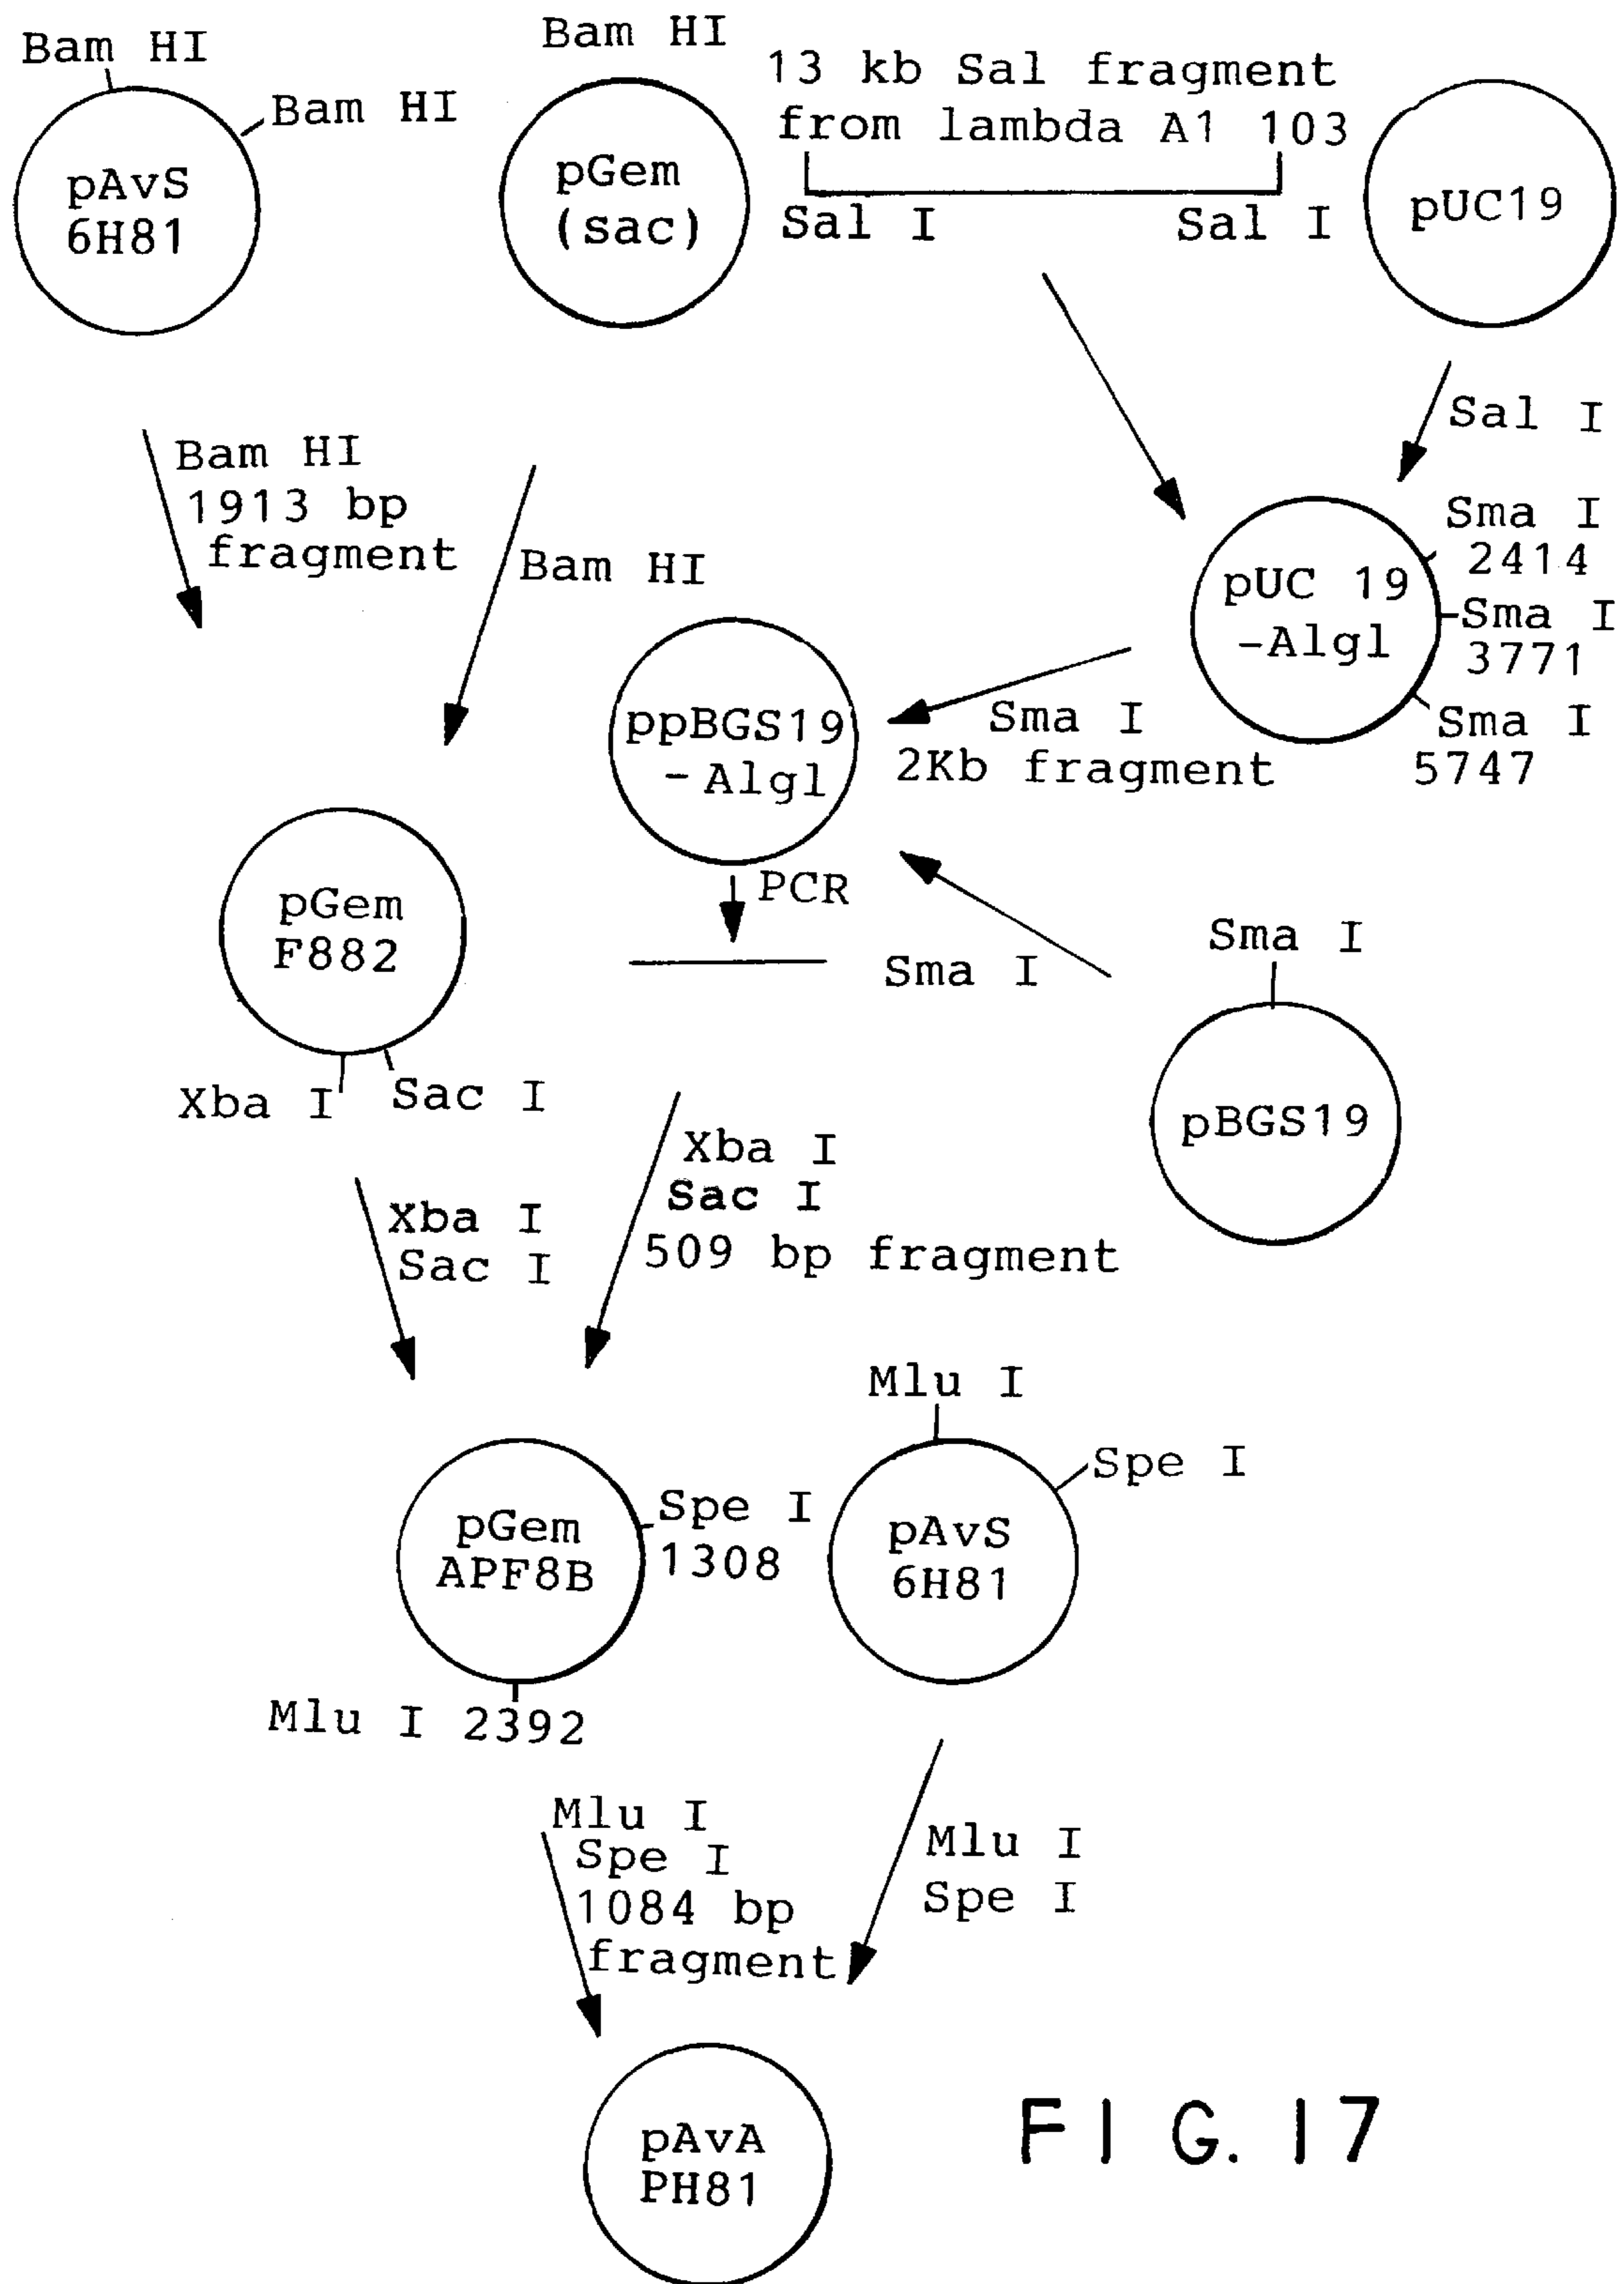 Bam HI
Bam HI
pAvS
6H81
Bam HI
pGem
(sac)
13 kb Sal fragment
from lambda A1 103
Sal I
Sal I
pUC19
Sal I
Bam HI
1913 bp
fragment
Bam HI
pUC 19
-Algl
Sma I
2414
Sma I
3771
Sma I
5747
ppBGS19
-Algl
Sma I
2Kb fragment
PCR
Sma I
Sma I
pBGS19
pGem
F882
Xba I
Sac I
Xba I
Sac I
Xba I
Sac I
509 bp fragment
pGem
APF8B
Spe I
1308
Mlu I 2392
Mlu I
Spe I
pAvS
6H81
Mlu I
Spe I
1084 bp
fragment
Mlu I
Spe I
pAvA
PH81
FIG. 17